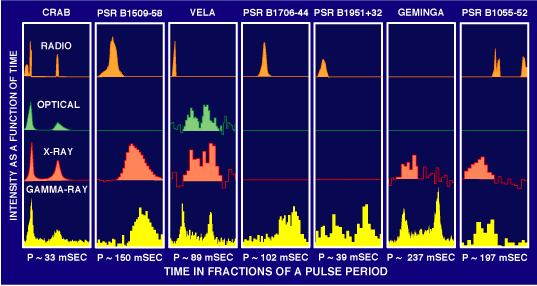 CRAB PSR B1509-58 VELA PSR B1706-44 PSR B1951+32 GEMINGA PSR B1055-52
INTENSITY AS A FUNCTION OF TIME
RADIO
OPTICAL
X-RAY
GAMMA-RAY
P ~ 33 mSEC P ~ 150 mSEC P ~ 89 mSEC P ~ 102 mSEC P ~ 39 mSEC P ~ 237 mSEC P ~ 197 mSEC
TIME IN FRACTIONS OF A PULSE PERIOD